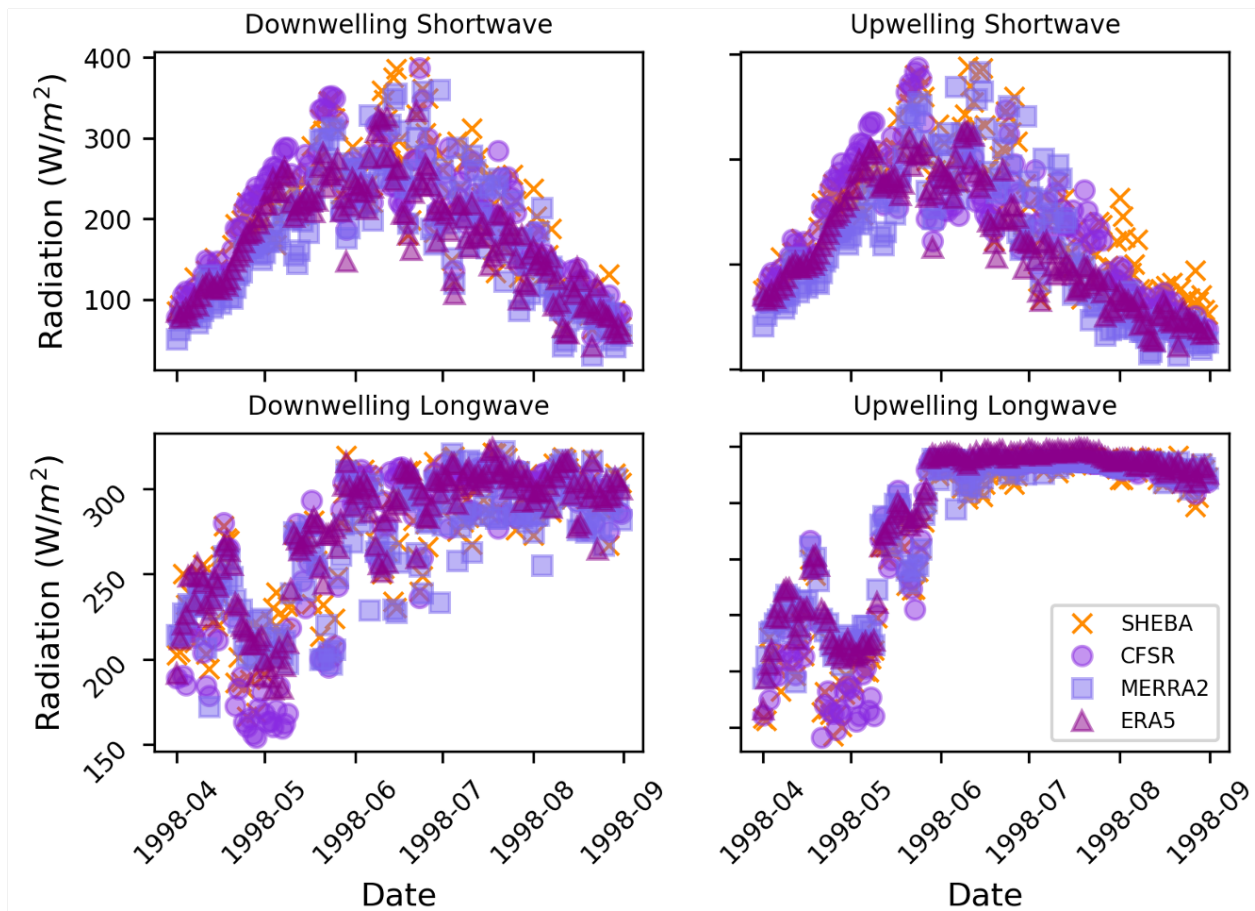 Downwelling Shortwave
Upwelling Shortwave
Radiation (W/m²)
400
300
200
100
Downwelling Longwave
Upwelling Longwave
Radiation (W/m²)
300
250
200
150
SHEBA
CFSR
MERRA2
ERA5
1998-04
1998-05
1998-06
1998-07
1998-08
1998-09
1998-04
1998-05
1998-06
1998-07
1998-08
1998-09
Date
Date